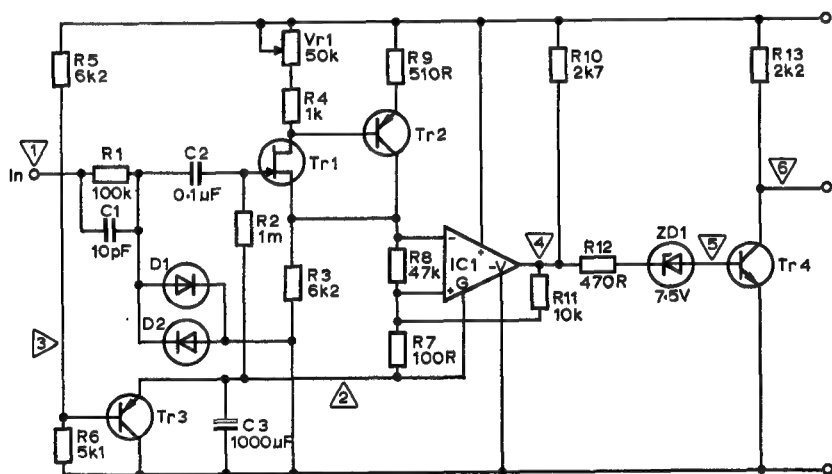 R5
6k2
Vr1
50k
R9
510R
R10
2k7
R13
2k2
R4
1k
Tr2
1
In
R1
100k
C1
10pF
C2
0·1µF
Tr1
6
R2
1m
D1
D2
R3
6k2
R8
47k
-
+
IC1
+
-V
G
4
R12
470R
ZD1
7.5V
5
Tr4
R11
10k
3
R7
100R
2
Tr3
R6
5k1
C3
1000µF